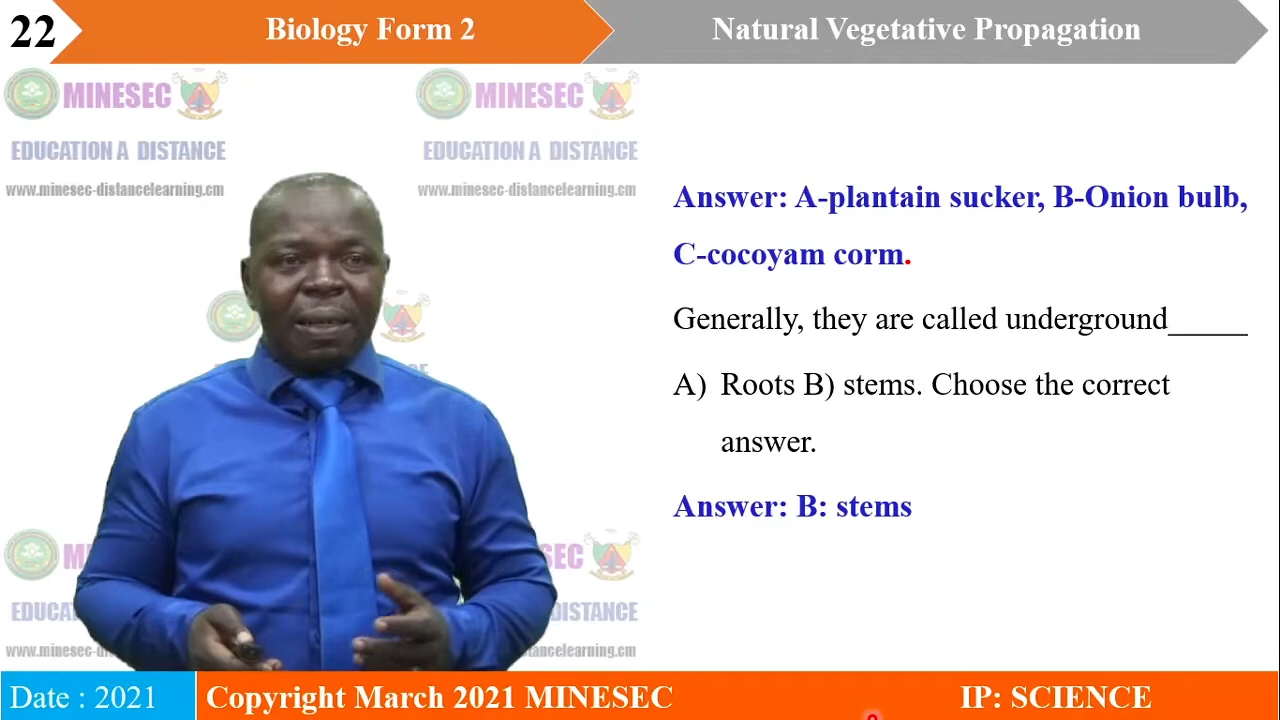 22
Biology Form 2
Natural Vegetative Propagation
MINESEC
MINESEC
EDUCATION A DISTANCE
EDUCATION A DISTANCE
www.minesec-distancelearning.cm
www.minesec-distancelearning.cm
Answer: A-plantain sucker, B-Onion bulb,
C-cocoyam corm.
Generally, they are called underground_____
A) Roots B) stems. Choose the correct
answer.
Answer: B: stems
Date : 2021
Copyright March 2021 MINESEC
IP: SCIENCE